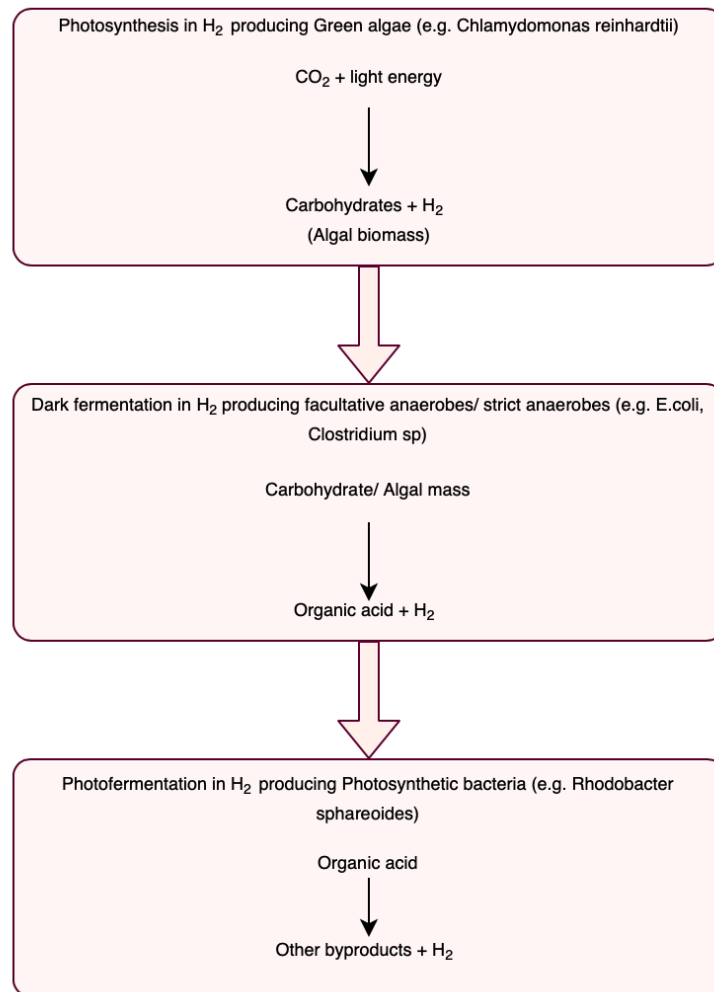 Photosynthesis in H₂ producing Green algae (e.g. Chlamydomonas reinhardtii)
CO₂ + light energy
Carbohydrates + H₂
(Algal biomass)
Dark fermentation in H₂ producing facultative anaerobes/ strict anaerobes (e.g. E.coli,
Clostridium sp)
Carbohydrate/ Algal mass
Organic acid + H₂
Photofermentation in H₂ producing Photosynthetic bacteria (e.g. Rhodobacter
sphareoides)
Organic acid
Other byproducts + H₂